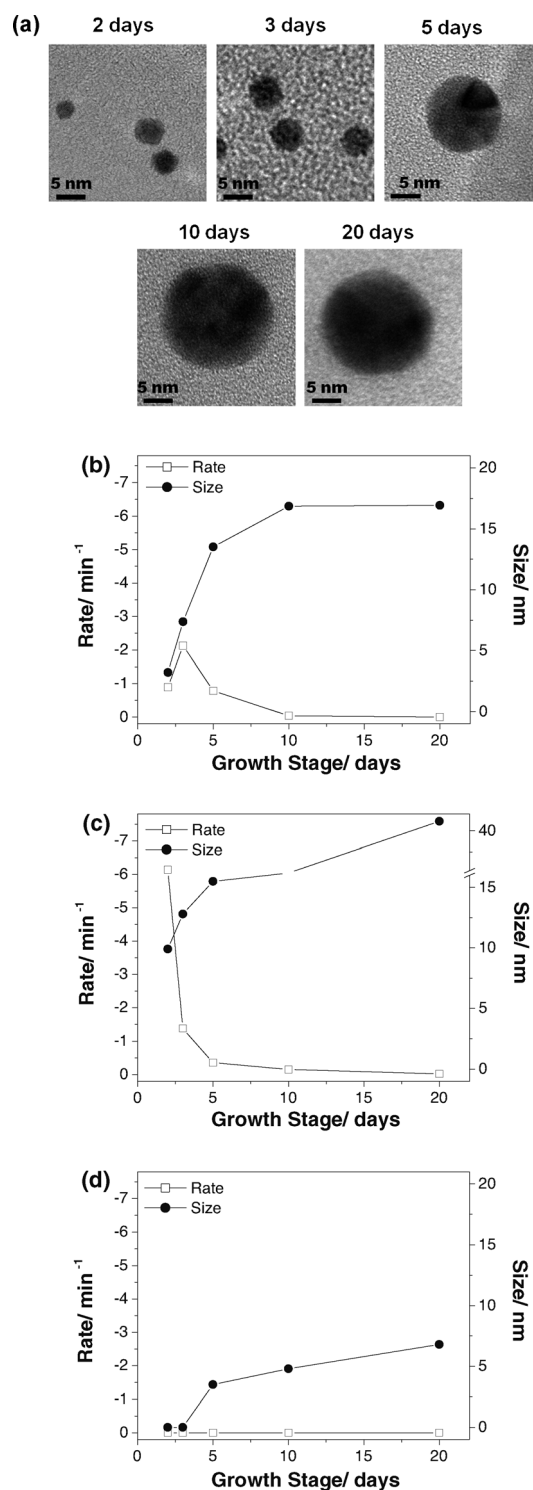 (a)
2 days
3 days
5 days
5 nm
5 nm
5 nm
10 days
20 days
5 nm
5 nm
(b)
Rate
Size
-7
-6
-5
-4
-3
-2
-1
0
20
15
10
5
0
Rate/ min -1
Size/ nm
0 5 10 15 20
Growth Stage/ days
(c)
Rate
Size
-7
-6
-5
-4
-3
-2
-1
0
40
15
10
5
0
Rate/ min -1
Size/ nm
0 5 10 15 20
Growth Stage/ days
(d)
Rate
Size
-7
-6
-5
-4
-3
-2
-1
0
20
15
10
5
0
Rate/ min -1
Size/ nm
0 5 10 15 20
Growth Stage/ days